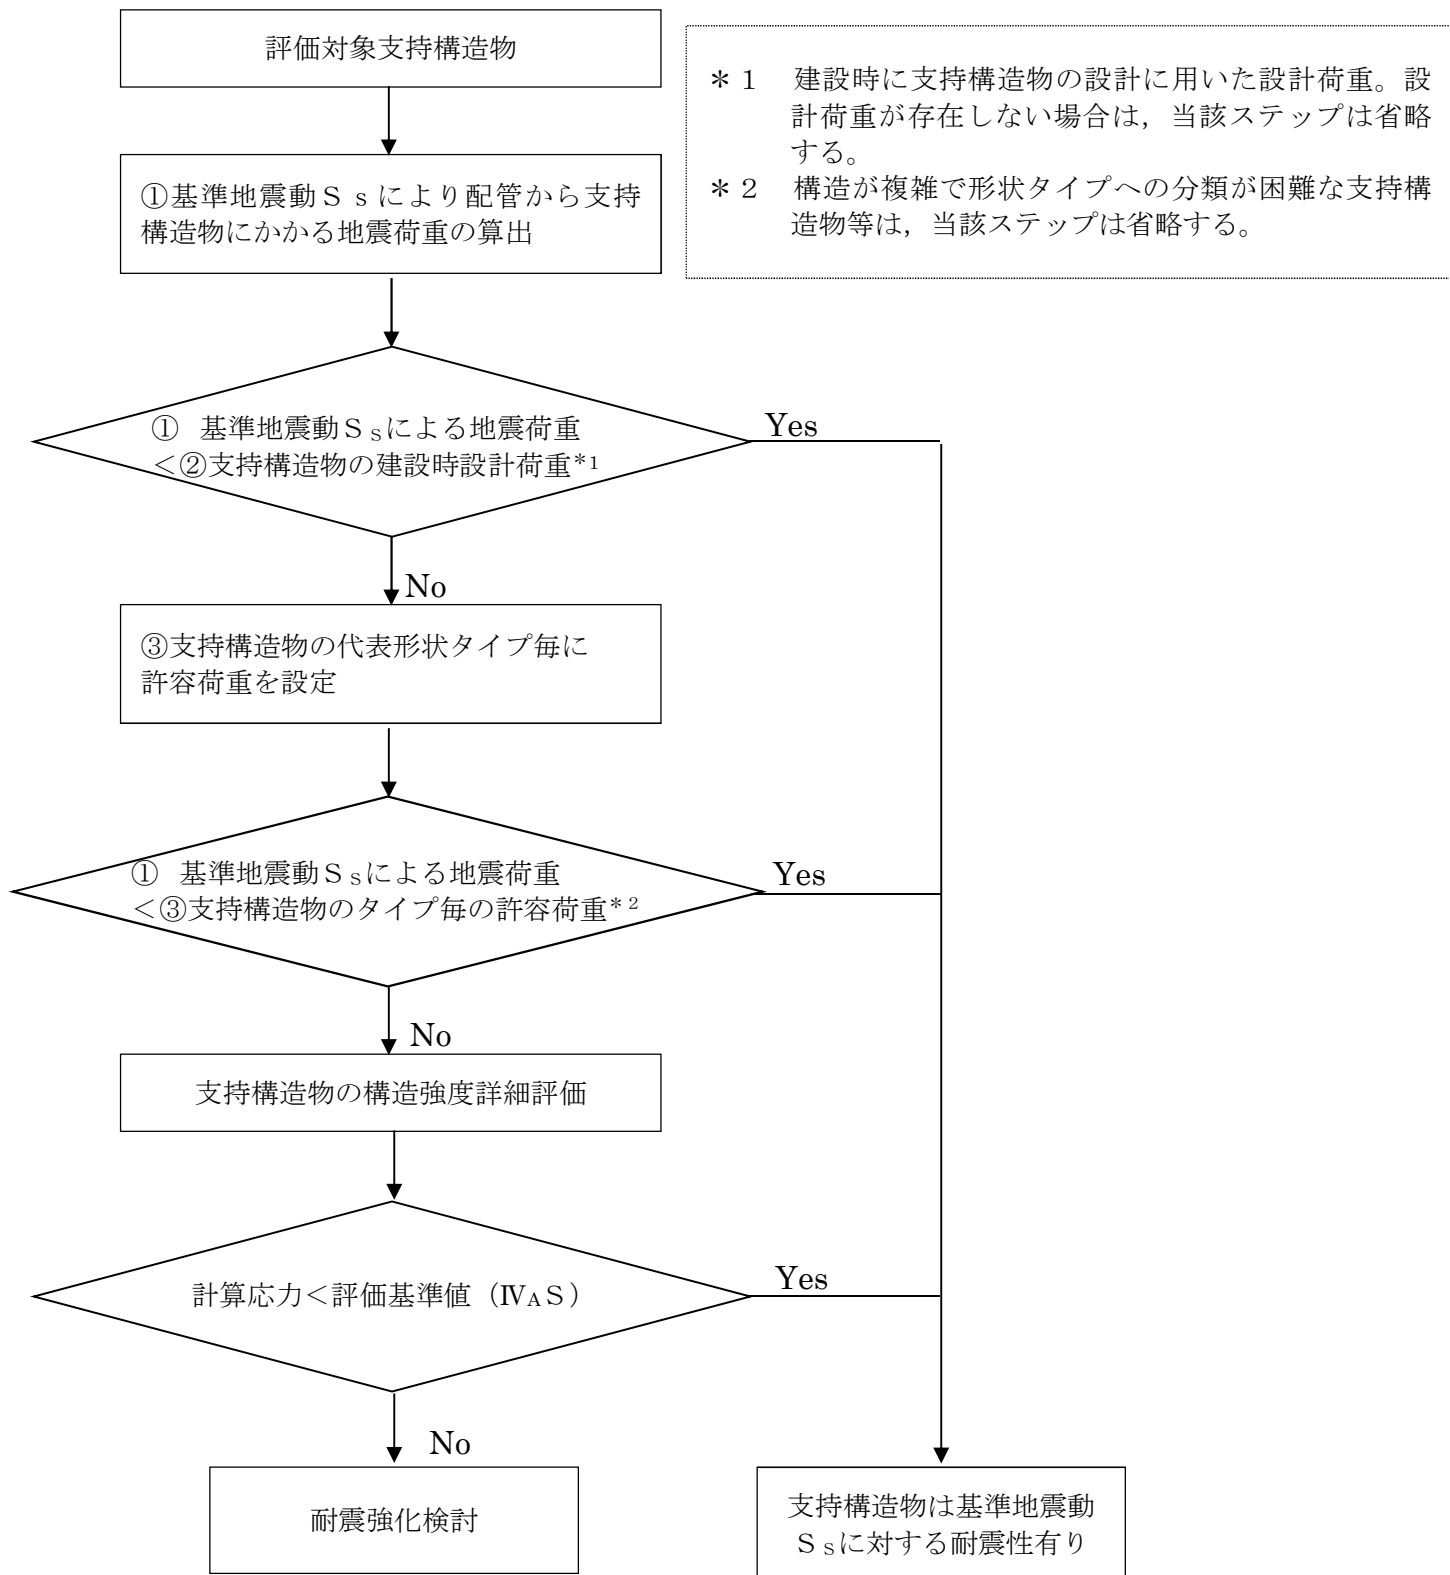 評価対象支持構造物
＊１　建設時に支持構造物の設計に用いた設計荷重。設
計荷重が存在しない場合は，当該ステップは省略
する。
＊２　構造が複雑で形状タイプへの分類が困難な支持構
造物等は，当該ステップは省略する。
①基準地震動Ｓｓにより配管から支持
構造物にかかる地震荷重の算出
①　基準地震動Ｓsによる地震荷重
＜②支持構造物の建設時設計荷重*1
Yes
No
③支持構造物の代表形状タイプ毎に
許容荷重を設定
①　基準地震動Ｓsによる地震荷重
＜③支持構造物のタイプ毎の許容荷重*2
Yes
No
支持構造物の構造強度詳細評価
計算応力＜評価基準値（ⅣAＳ）
Yes
No
耐震強化検討
支持構造物は基準地震動
Ｓsに対する耐震性有り